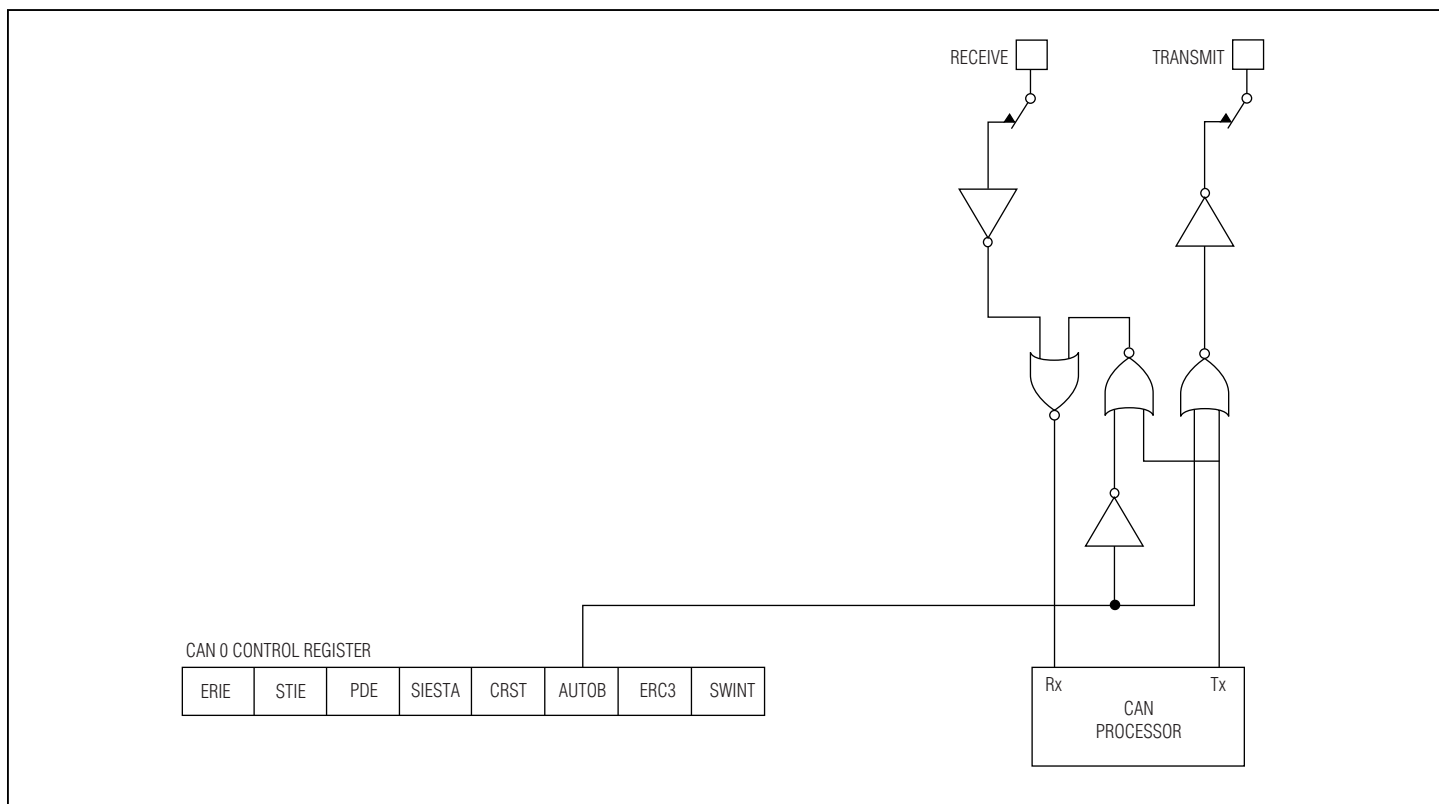 RECEIVE
TRANSMIT
CAN 0 CONTROL REGISTER
ERIE STIE PDE SIESTA CRST AUTOB ERC3 SWINT
Rx Tx
CAN
PROCESSOR